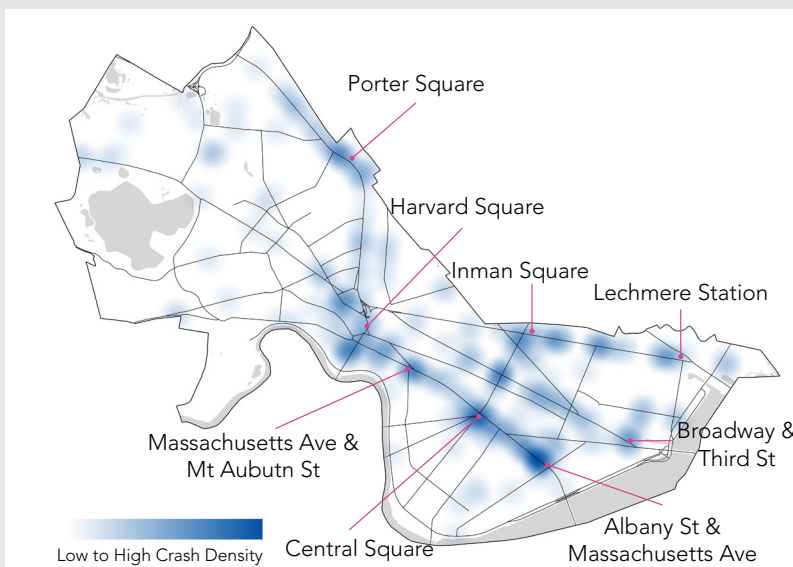 Porter Square
Harvard Square
Inman Square
Lechmere Station
Massachusetts Ave &
Mt Aubutn St
Broadway &
Third St
Central Square
Albany St &
Massachusetts Ave
Low to High Crash Density